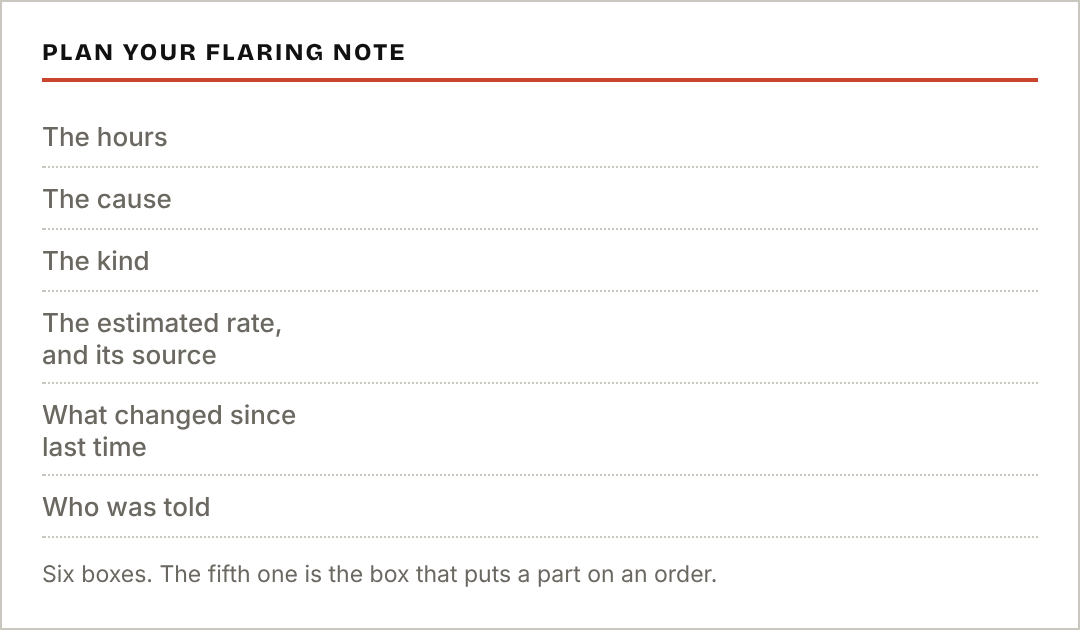 PLAN YOUR FLARING NOTE
The hours
The cause
The kind
The estimated rate,
and its source
What changed since
last time
Who was told
Six boxes. The fifth one is the box that puts a part on an order.